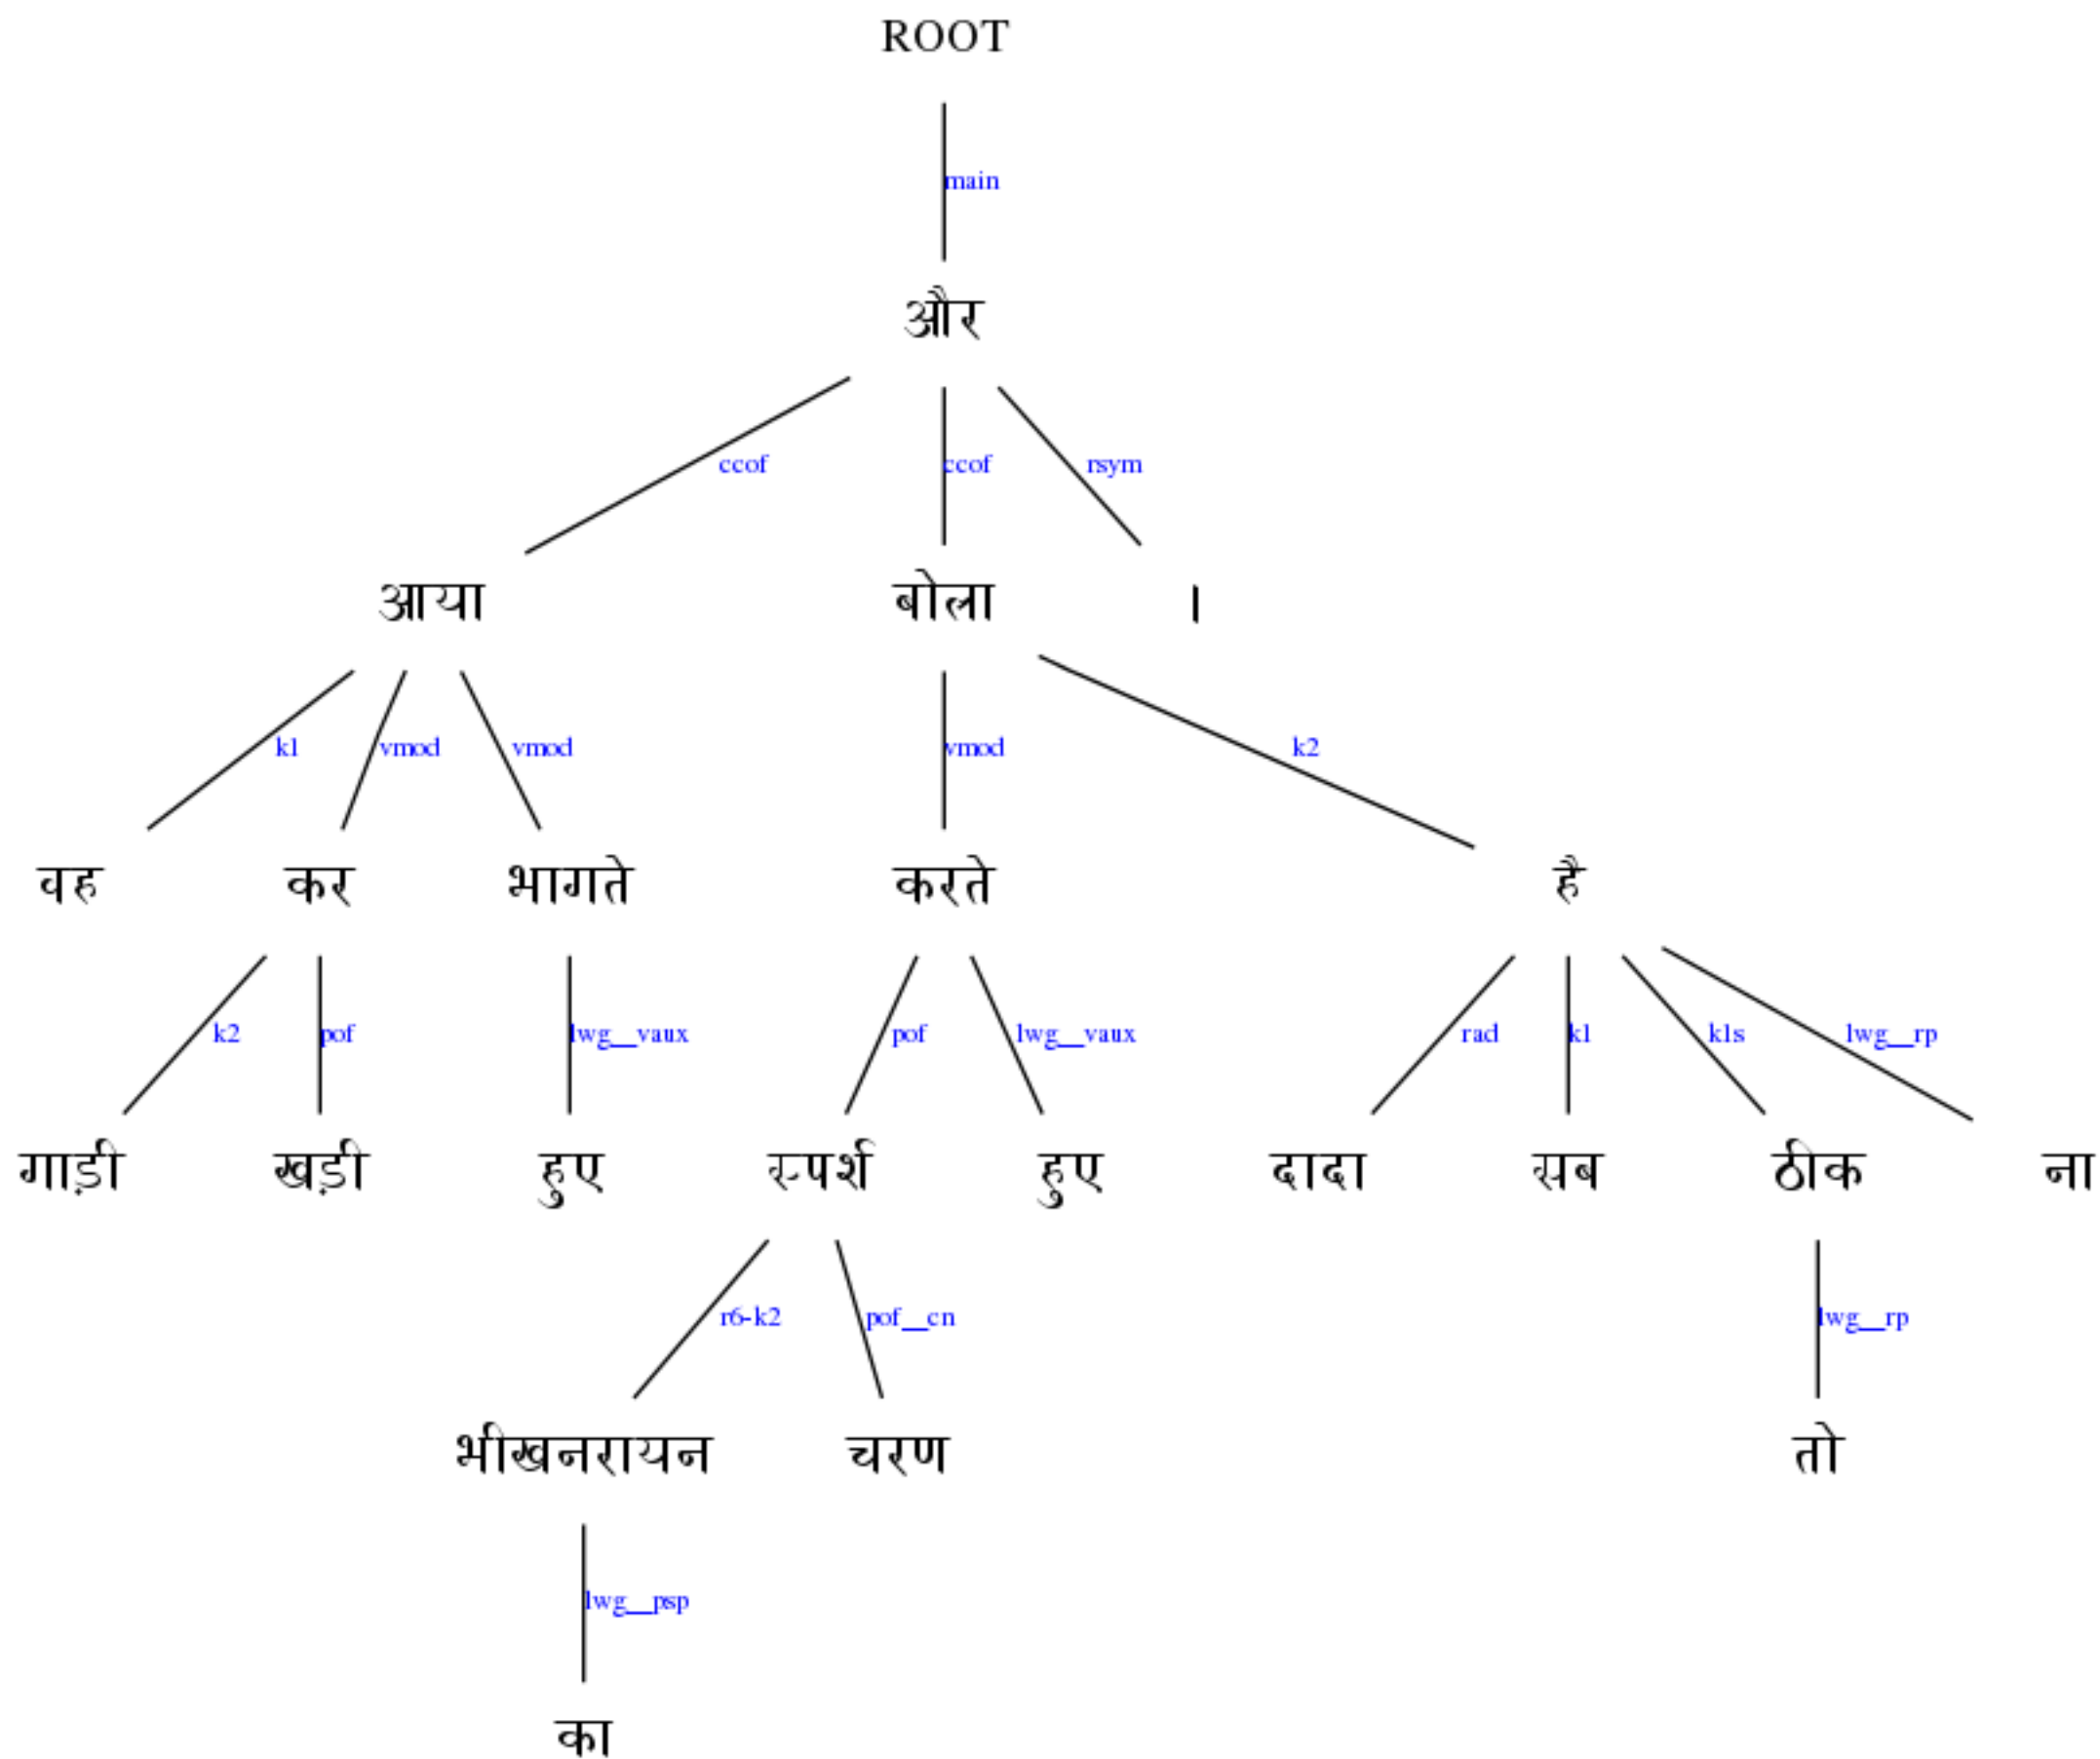 ROOT
main
और
ccof ccof rsym
आया बोला ।
k1 vmod vmod vmod k2
वह कर भागते करते है
k2 pof lwg__vaux pof lwg__vaux rad k1 k1s lwg__rp
गाड़ी खड़ी हुए स्पर्श हुए दादा सब ठीक ना
r6-k2 pof__cn lwg__rp
भीखनरायन चरण तो
lwg__psp
का